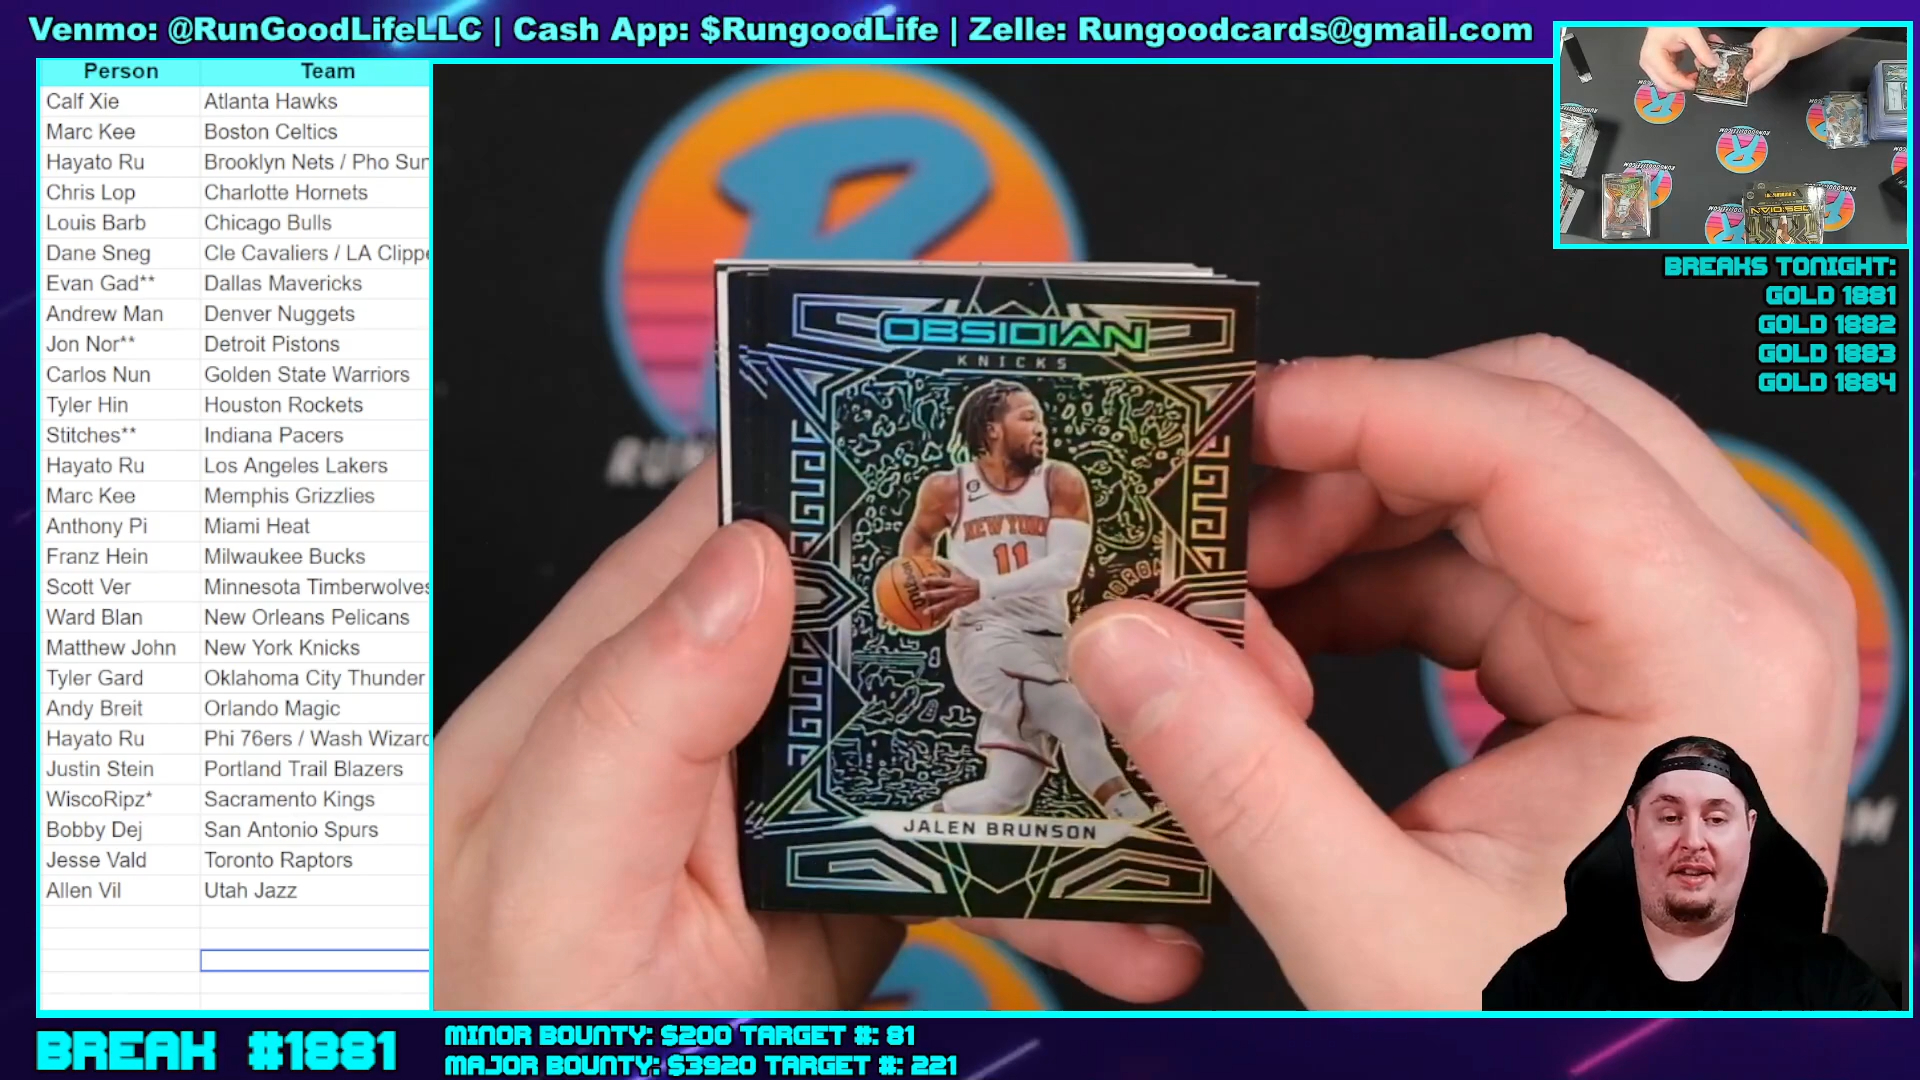 Venmo: @RunGoodLifeLLC | Cash App: $RungoodLife | Zelle: Rungoodcards@gmail.com
Person Team
Calf Xie Atlanta Hawks
Marc Kee Boston Celtics
Hayato Ru Brooklyn Nets / Pho Sun
Chris Lop Charlotte Hornets
Louis Barb Chicago Bulls
Dane Sneg Cle Cavaliers / LA Clippe
Evan Gad** Dallas Mavericks
Andrew Man Denver Nuggets
Jon Nor** Detroit Pistons
Carlos Nun Golden State Warriors
Tyler Hin Houston Rockets
Stitches** Indiana Pacers
Hayato Ru Los Angeles Lakers
Marc Kee Memphis Grizzlies
Anthony Pi Miami Heat
Franz Hein Milwaukee Bucks
Scott Ver Minnesota Timberwolves
Ward Blan New Orleans Pelicans
Matthew John New York Knicks
Tyler Gard Oklahoma City Thunder
Andy Breit Orlando Magic
Hayato Ru Phi 76ers / Wash Wizard
Justin Stein Portland Trail Blazers
WiscoRipz* Sacramento Kings
Bobby Dej San Antonio Spurs
Jesse Vald Toronto Raptors
Allen Vil Utah Jazz
OBSIDIAN
KNICKS
NEW YORK
11
JALEN BRUNSON
OBSIDIAN
BREAKS TONIGHT:
GOLD 1881
GOLD 1882
GOLD 1883
GOLD 1884
BREAK #1881
MINOR BOUNTY: $200 TARGET #: 81
MAJOR BOUNTY: $3920 TARGET #: 221